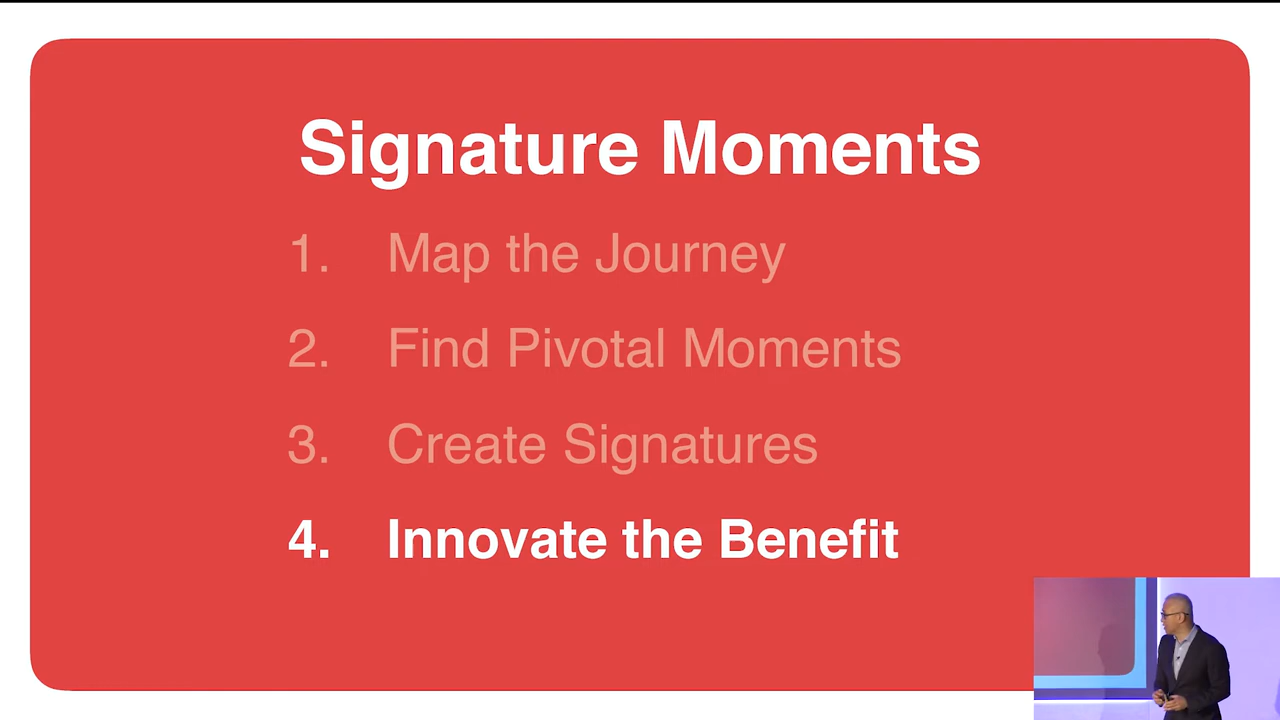 Signature Moments
1. Map the Journey
2. Find Pivotal Moments
3. Create Signatures
4. Innovate the Benefit